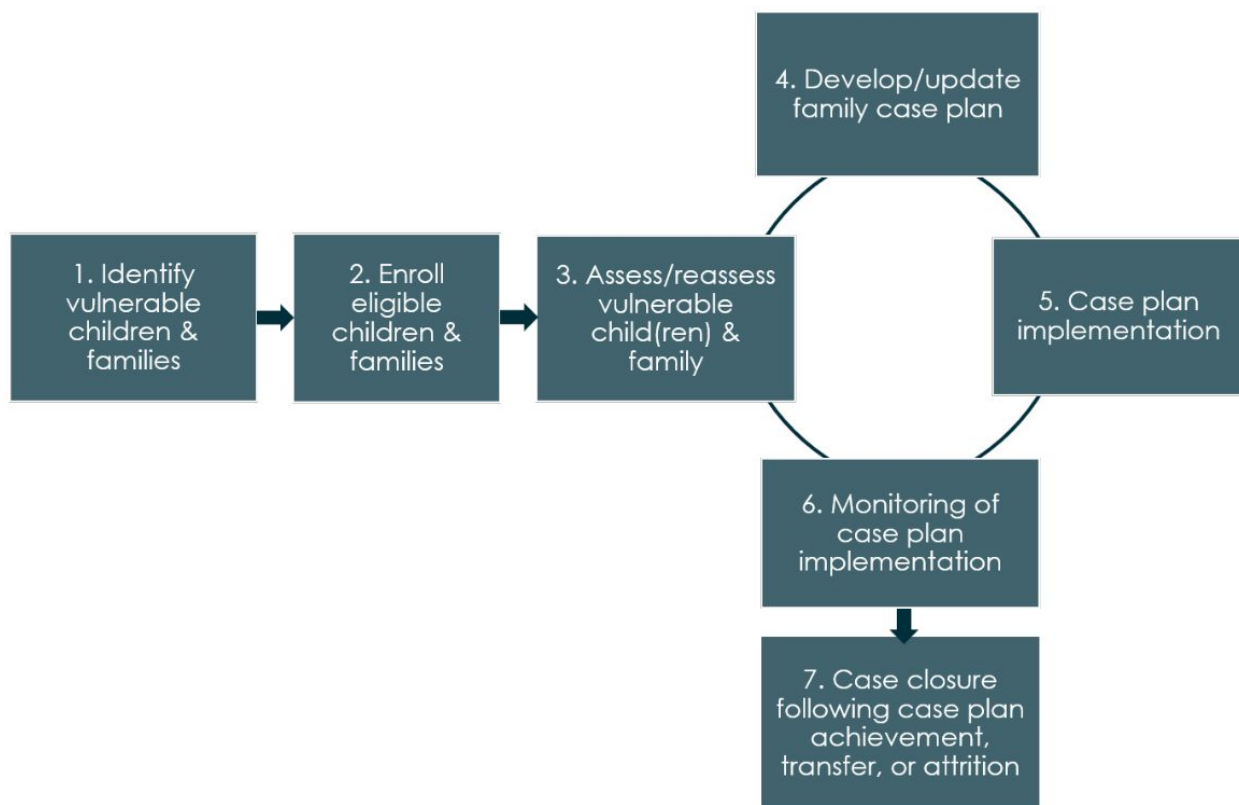 1. Identify
vulnerable
children &
families
2. Enroll
eligible
children &
families
3. Assess/reassess
vulnerable
child(ren) &
family
4. Develop/update
family case plan
5. Case plan
implementation
6. Monitoring of
case plan
implementation
7. Case closure
following case plan
achievement,
transfer, or attrition